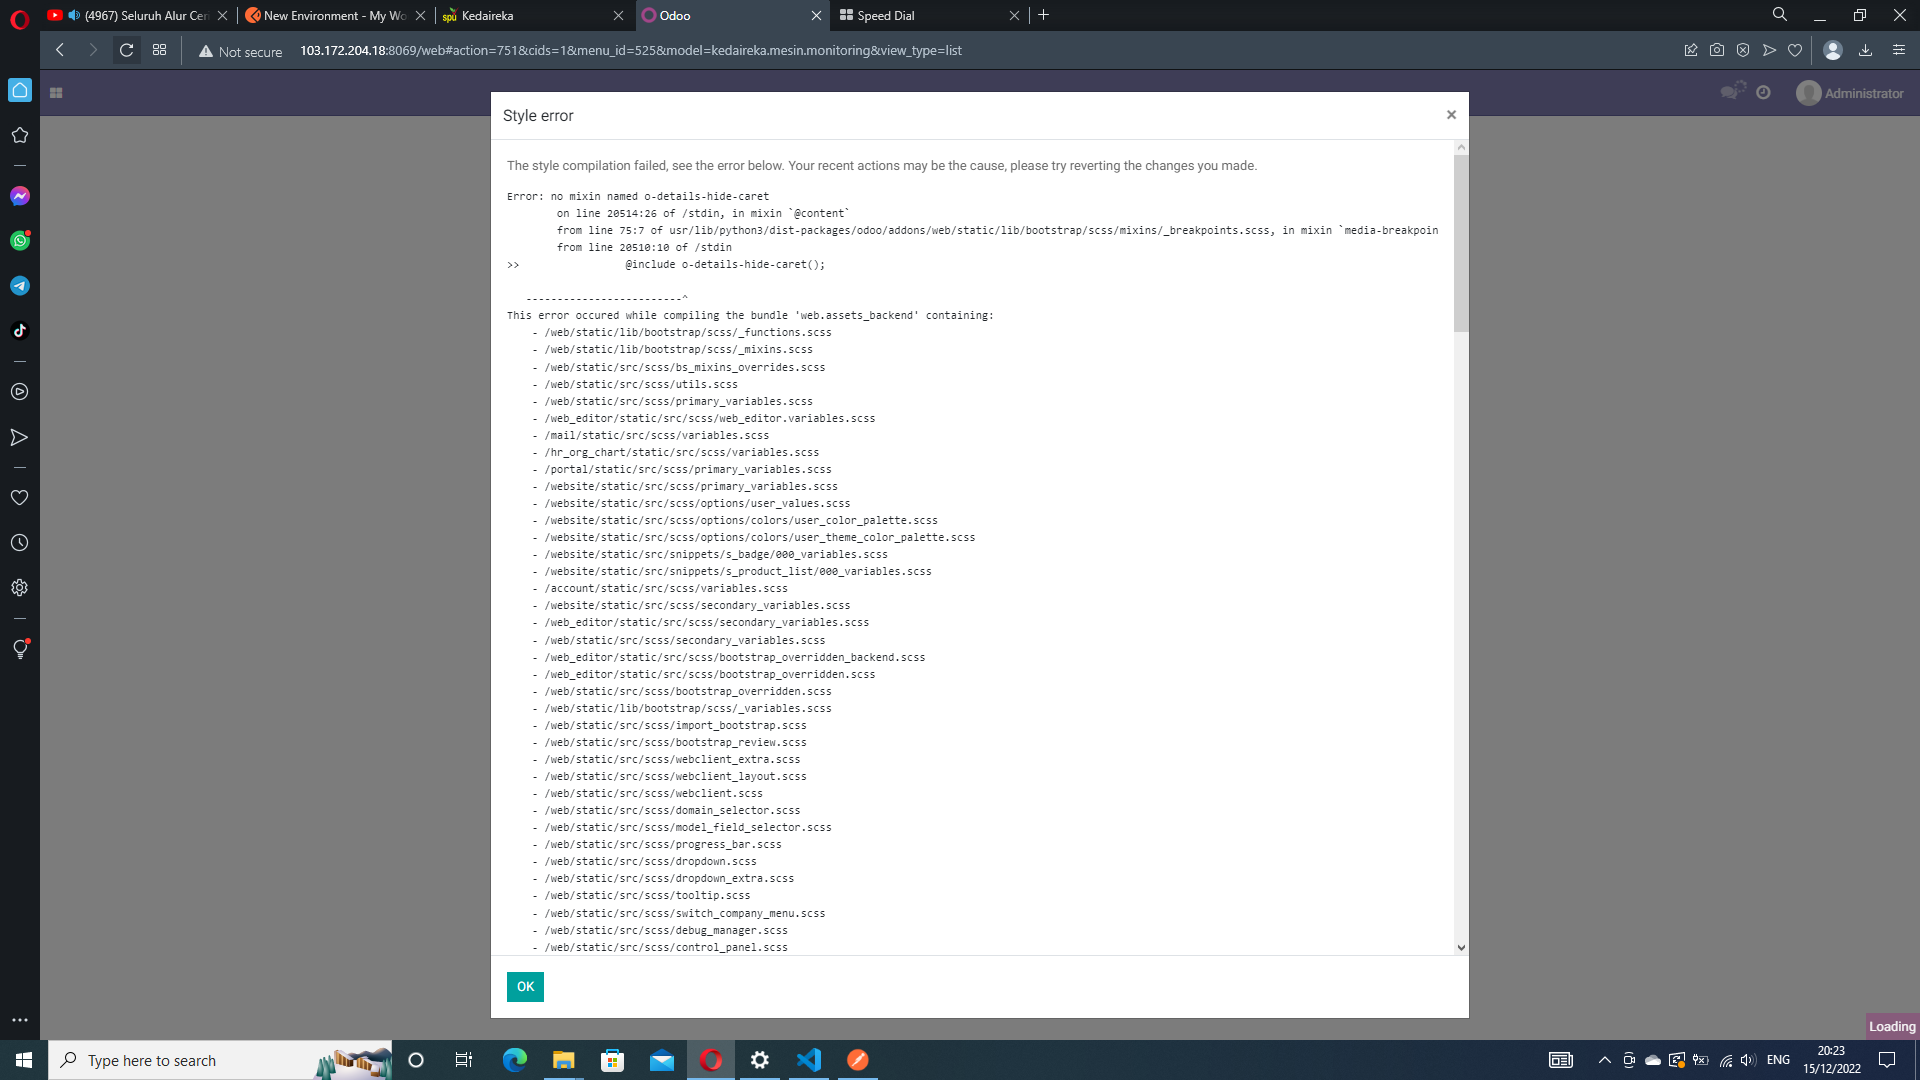 (4967) Seluruh Alur Ceri
New Environment - My Wo
Kedaireka
Odoo
Speed Dial
Not secure
103.172.204.18:8069/web#action=751&cids=1&menu_id=525&model=kedaireka.mesin.monitoring&view_type=list
Administrator
Style error
The style compilation failed, see the error below. Your recent actions may be the cause, please try reverting the changes you made.
Error: no mixin named o-details-hide-caret
on line 20514:26 of /stdin, in mixin `@content`
from line 75:7 of usr/lib/python3/dist-packages/odoo/addons/web/static/lib/bootstrap/scss/mixins/_breakpoints.scss, in mixin `media-breakpoin
from line 20510:10 of /stdin
>> @include o-details-hide-caret();
-------------------------^
This error occured while compiling the bundle 'web.assets_backend' containing:
- /web/static/lib/bootstrap/scss/_functions.scss
- /web/static/lib/bootstrap/scss/_mixins.scss
- /web/static/src/scss/bs_mixins_overrides.scss
- /web/static/src/scss/utils.scss
- /web/static/src/scss/primary_variables.scss
- /web_editor/static/src/scss/web_editor.variables.scss
- /mail/static/src/scss/variables.scss
- /hr_org_chart/static/src/scss/variables.scss
- /portal/static/src/scss/primary_variables.scss
- /website/static/src/scss/primary_variables.scss
- /website/static/src/scss/options/user_values.scss
- /website/static/src/scss/options/colors/user_color_palette.scss
- /website/static/src/scss/options/colors/user_theme_color_palette.scss
- /website/static/src/snippets/s_badge/000_variables.scss
- /website/static/src/snippets/s_product_list/000_variables.scss
- /account/static/src/scss/variables.scss
- /website/static/src/scss/secondary_variables.scss
- /web_editor/static/src/scss/secondary_variables.scss
- /web/static/src/scss/secondary_variables.scss
- /web_editor/static/src/scss/bootstrap_overridden_backend.scss
- /web_editor/static/src/scss/bootstrap_overridden.scss
- /web/static/src/scss/bootstrap_overridden.scss
- /web/static/lib/bootstrap/scss/_variables.scss
- /web/static/src/scss/import_bootstrap.scss
- /web/static/src/scss/bootstrap_review.scss
- /web/static/src/scss/webclient_extra.scss
- /web/static/src/scss/webclient_layout.scss
- /web/static/src/scss/webclient.scss
- /web/static/src/scss/domain_selector.scss
- /web/static/src/scss/model_field_selector.scss
- /web/static/src/scss/progress_bar.scss
- /web/static/src/scss/dropdown.scss
- /web/static/src/scss/dropdown_extra.scss
- /web/static/src/scss/tooltip.scss
- /web/static/src/scss/switch_company_menu.scss
- /web/static/src/scss/debug_manager.scss
- /web/static/src/scss/control_panel.scss
OK
Loading
Type here to search
ENG
20:23
15/12/2022